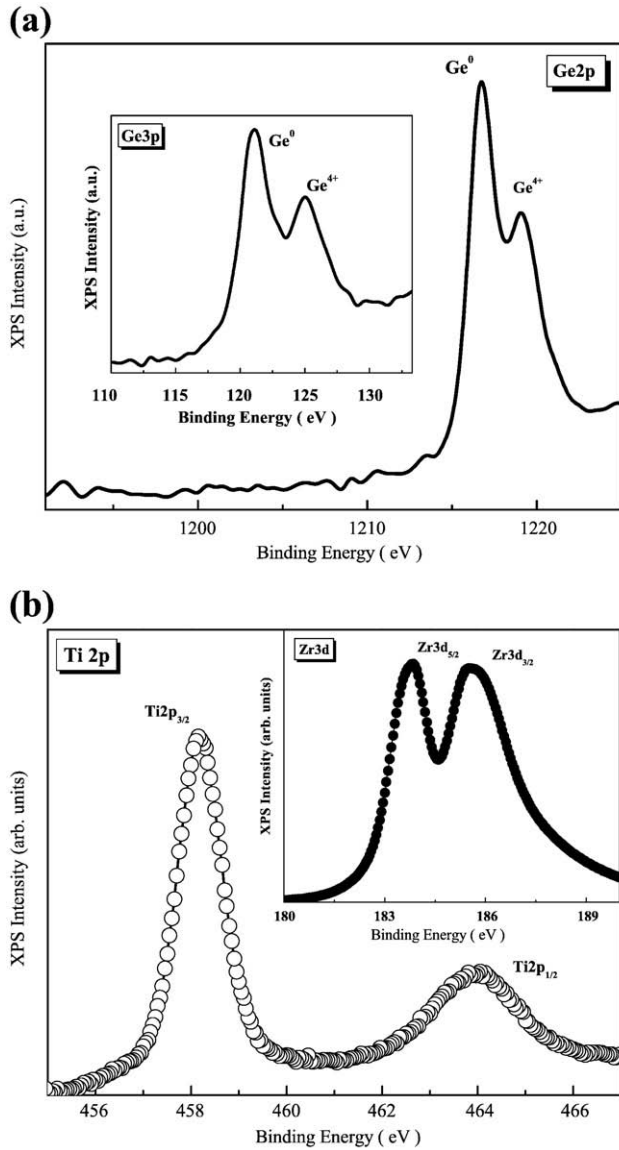 (a)
Ge2p
Ge⁰
Ge⁴⁺
XPS Intensity (a.u.)
Ge3p
Ge⁰
Ge⁴⁺
XPS Intensity (a.u.)
110 115 120 125 130
Binding Energy ( eV )
1200 1210 1220
Binding Energy ( eV )
(b)
Ti 2p
Ti2p₃/₂
Ti2p₁/₂
XPS Intensity (arb. units)
Zr3d
Zr3d₅/₂
Zr3d₃/₂
XPS Intensity (arb. units)
180 183 186 189
Binding Energy ( eV )
456 458 460 462 464 466
Binding Energy ( eV )